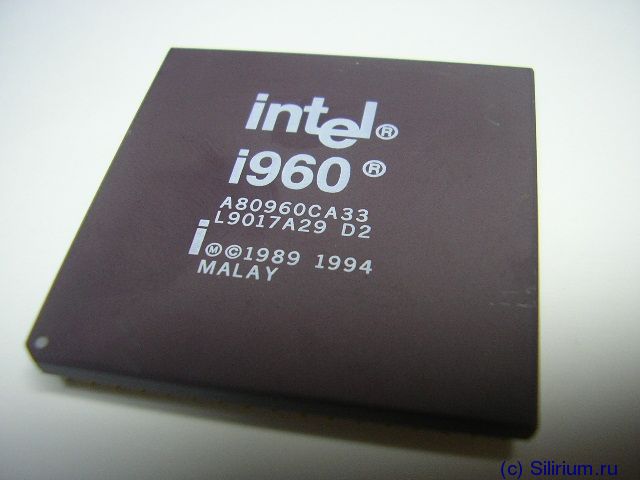 intel®
i960®
A80960CA33
L9017A29 D2
i Ⓜ©1989 1994
MALAY
(c) Silirium.ru